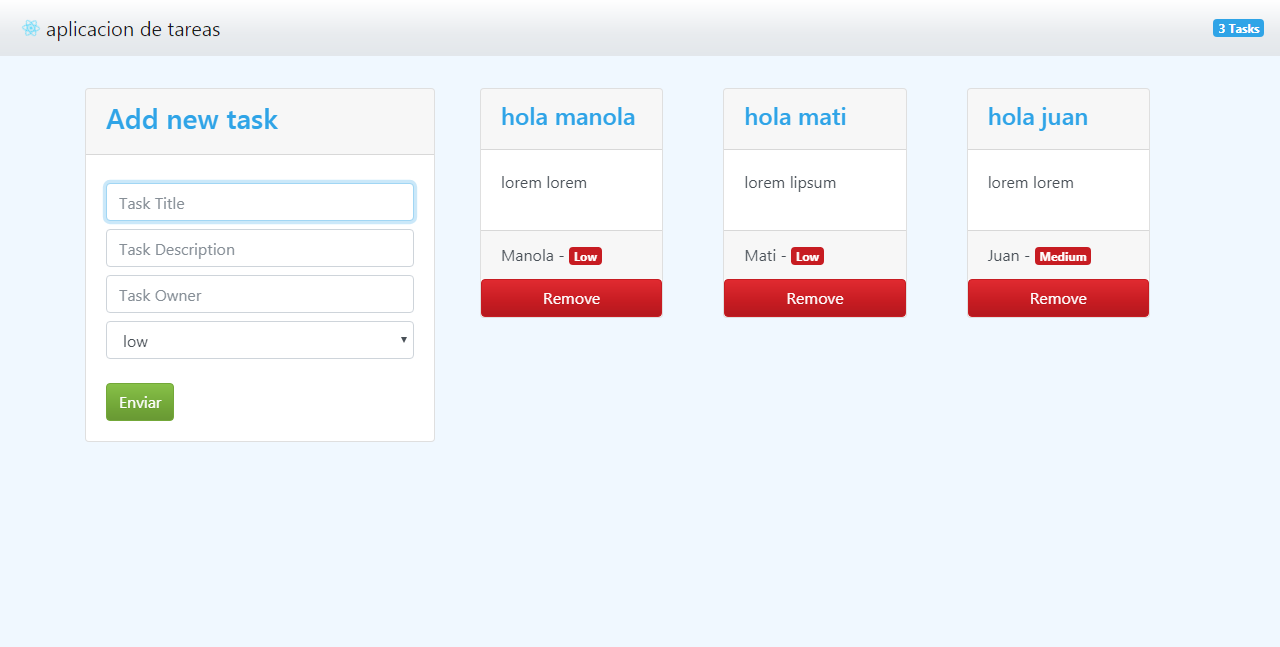 aplicacion de tareas
3 Tasks
Add new task
Task Title
Task Description
Task Owner
low
Enviar
hola manola
lorem lorem
Manola - Low
Remove
hola mati
lorem lipsum
Mati - Low
Remove
hola juan
lorem lorem
Juan - Medium
Remove